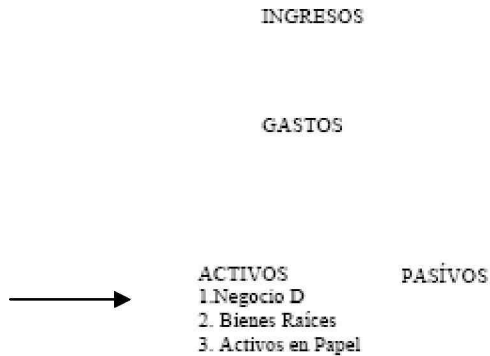 INGRESOS
GASTOS
ACTIVOS PASÍVOS
1.Negocio D
2. Bienes Raíces
3. Activos en Papel